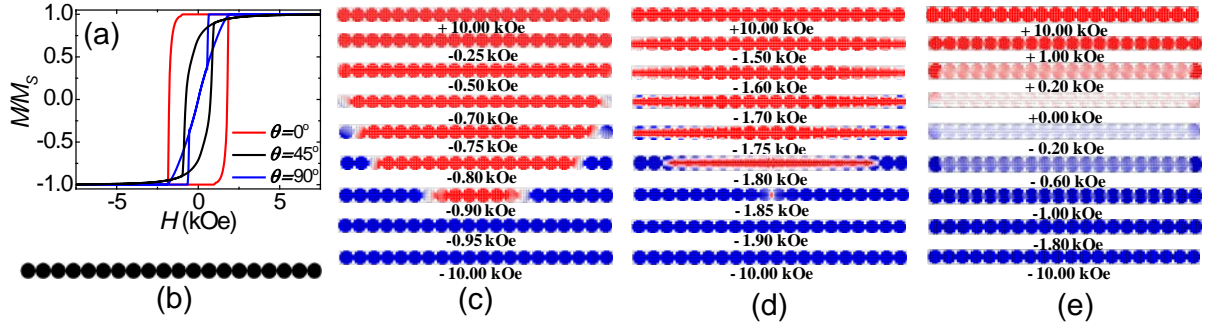 (a)
M/M_S
1.0
0.5
0.0
-0.5
-1.0
θ=0°
θ=45°
θ=90°
-5 0 5
H (kOe)
(b)
+ 10.00 kOe
-0.25 kOe
-0.50 kOe
-0.70 kOe
-0.75 kOe
-0.80 kOe
-0.90 kOe
-0.95 kOe
- 10.00 kOe
(c)
+10.00 kOe
- 1.50 kOe
- 1.60 kOe
- 1.70 kOe
- 1.75 kOe
- 1.80 kOe
- 1.85 kOe
- 1.90 kOe
- 10.00 kOe
(d)
+ 10.00 kOe
+ 1.00 kOe
+ 0.20 kOe
+0.00 kOe
- 0.20 kOe
- 0.60 kOe
-1.00 kOe
-1.80 kOe
- 10.00 kOe
(e)